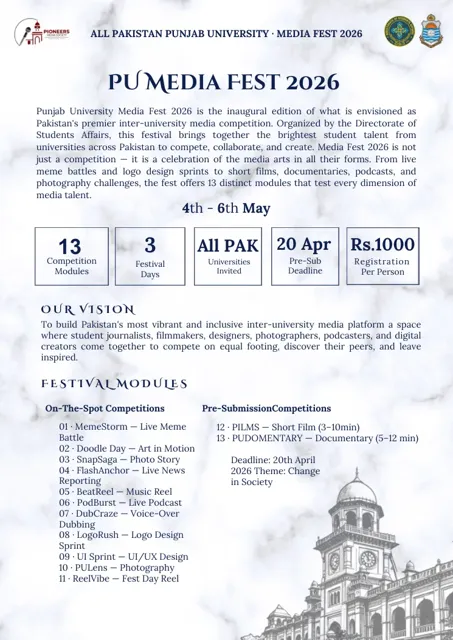 PIONEERS
ALL PAKISTAN PUNJAB UNIVERSITY · MEDIA FEST 2026
PU MEDIA FEST 2026
Punjab University Media Fest 2026 is the inaugural edition of what is envisioned as
Pakistan's premier inter-university media competition. Organized by the Directorate of
Students Affairs, this festival brings together the brightest student talent from
universities across Pakistan to compete, collaborate, and create. Media Fest 2026 is not
just a competition — it is a celebration of the media arts in all their forms. From live
meme battles and logo design sprints to short films, documentaries, podcasts, and
photography challenges, the fest offers 13 distinct modules that test every dimension of
media talent.
4th - 6th May
13
Competition
Modules
3
Festival
Days
All PAK
Universities
Invited
20 Apr
Pre-Sub
Deadline
Rs.1000
Registration
Per Person
OUR VISION
To build Pakistan's most vibrant and inclusive inter-university media platform a space
where student journalists, filmmakers, designers, photographers, podcasters, and digital
creators come together to compete on equal footing, discover their peers, and leave
inspired.
FESTIVAL MODULES
On-The-Spot Competitions
01 · MemeStorm — Live Meme
Battle
02 · Doodle Day — Art in Motion
03 · SnapSaga — Photo Story
04 · FlashAnchor — Live News
Reporting
05 · BeatReel — Music Reel
06 · PodBurst — Live Podcast
07 · DubCraze — Voice-Over
Dubbing
08 · LogoRush — Logo Design
Sprint
09 · UI Sprint — UI/UX Design
10 · PULens — Photography
11 · ReelVibe — Fest Day Reel
Pre-SubmissionCompetitions
12 · PILMS — Short Film (3–10min)
13 · PUDOMENTARY — Documentary (5–12 min)
Deadline: 20th April
2026 Theme: Change
in Society